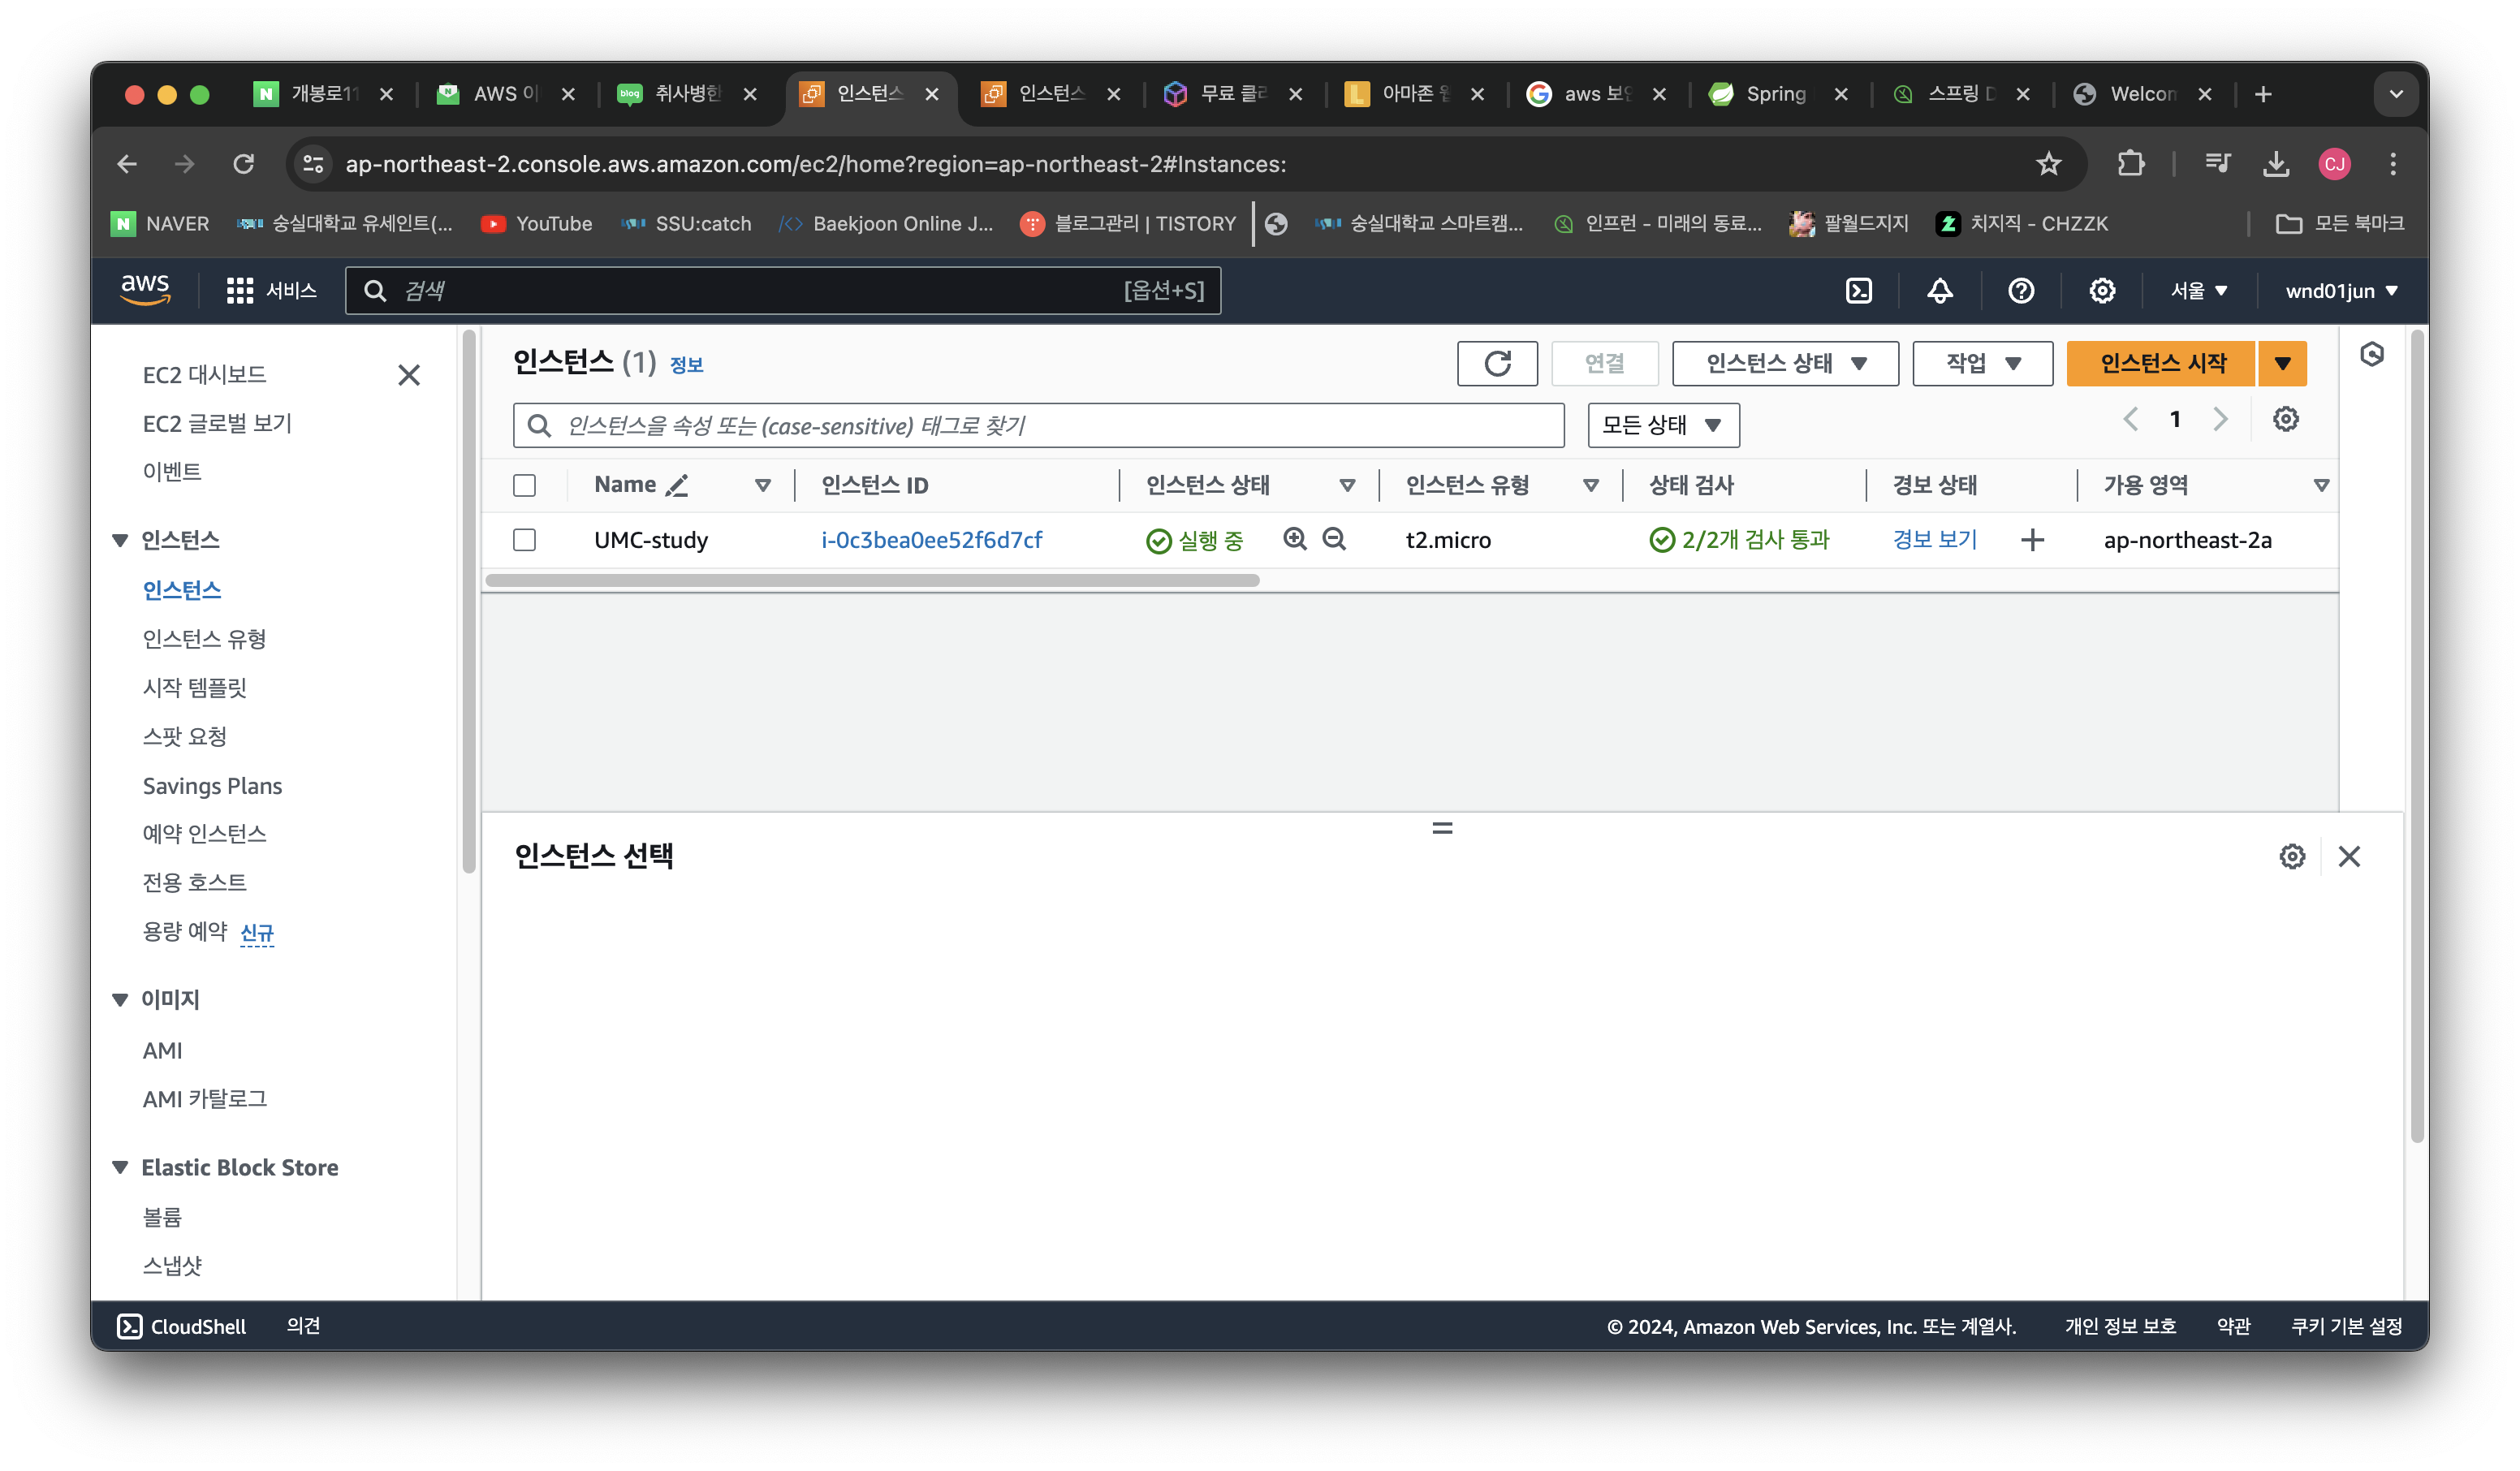 개봉로11
AWS 이
취사병한
인스턴스
인스턴스
무료 클라
아마존 웹
aws 보안
Spring
스프링 D
Welcom
ap-northeast-2.console.aws.amazon.com/ec2/home?region=ap-northeast-2#Instances:
CJ
NAVER
숭실대학교 유세인트(...
YouTube
SSU:catch
Baekjoon Online J...
블로그관리 | TISTORY
숭실대학교 스마트캠...
인프런 - 미래의 동료...
팔월드지지
치지직 - CHZZK
모든 북마크
aws
서비스
검색
[옵션+S]
서울
wnd01jun
EC2 대시보드
EC2 글로벌 보기
이벤트
인스턴스
인스턴스
인스턴스 유형
시작 템플릿
스팟 요청
Savings Plans
예약 인스턴스
전용 호스트
용량 예약 신규
이미지
AMI
AMI 카탈로그
Elastic Block Store
볼륨
스냅샷
인스턴스 (1) 정보
연결
인스턴스 상태
작업
인스턴스 시작
인스턴스을 속성 또는 (case-sensitive) 태그로 찾기
모든 상태
1
Name
인스턴스 ID
인스턴스 상태
인스턴스 유형
상태 검사
경보 상태
가용 영역
UMC-study
i-0c3bea0ee52f6d7cf
실행 중
t2.micro
2/2개 검사 통과
경보 보기
ap-northeast-2a
인스턴스 선택
CloudShell
의견
© 2024, Amazon Web Services, Inc. 또는 계열사.
개인 정보 보호
약관
쿠키 기본 설정